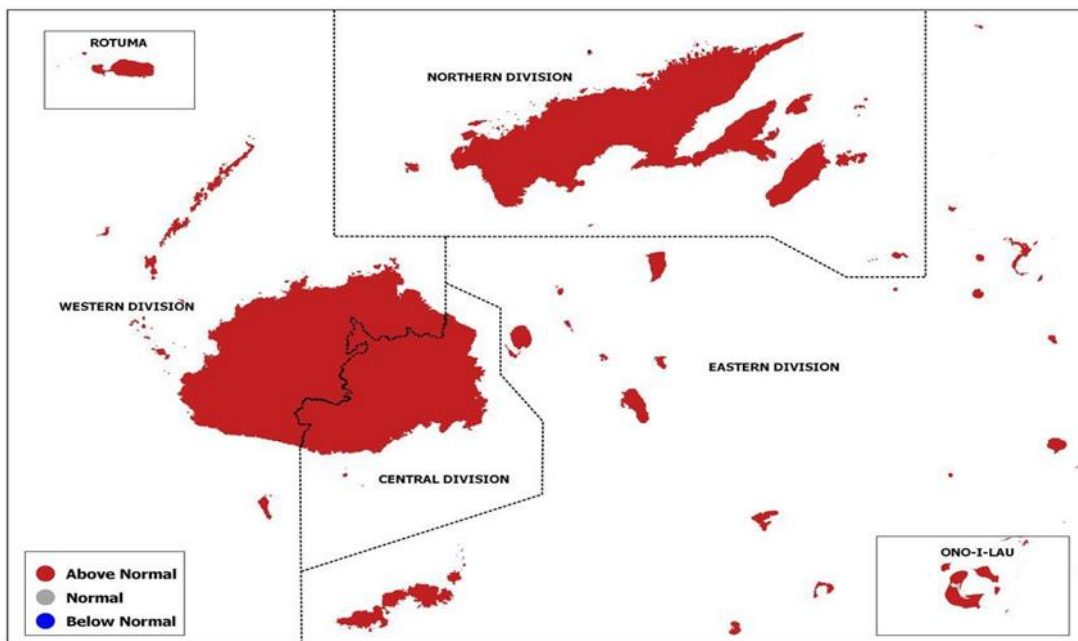 ROTUMA
NORTHERN DIVISION
WESTERN DIVISION
EASTERN DIVISION
CENTRAL DIVISION
ONO-I-LAU
Above Normal
Normal
Below Normal